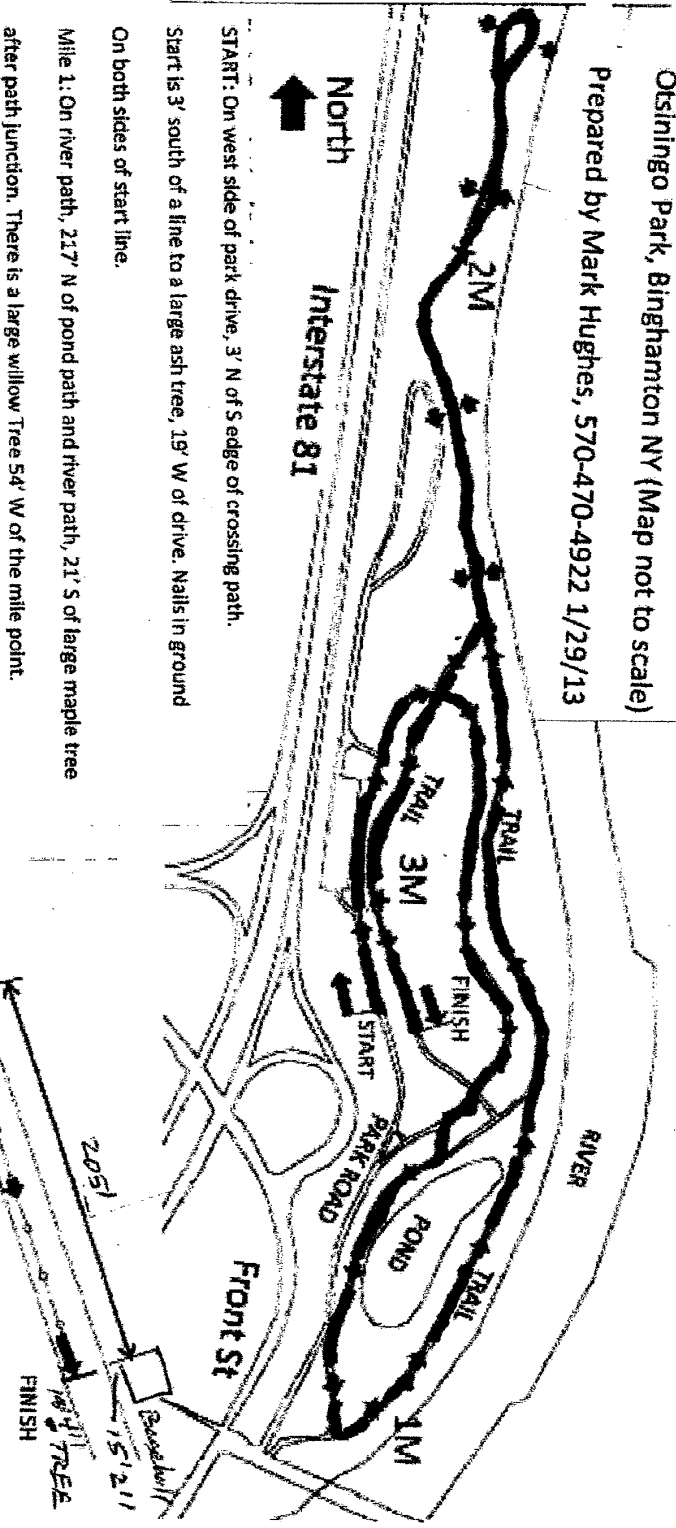 Otsiningo Park, Binghamton NY (Map not to scale)
Prepared by Mark Hughes, 570-470-4922 1/29/13
RIVER
TRAIL
TRAIL
TRAIL
1M
2M
3M
POND
FINISH
START
PARK ROAD
Interstate 81
North
Front St
START: On west side of park drive, 3' N of S edge of crossing path.
Start is 3' south of a line to a large ash tree, 19' W of drive. Nails in ground
On both sides of start line.
Mile 1: On river path, 217' N of pond path and river path, 21' S of large maple tree
after path junction. There is a large willow Tree 54' W of the mile point.
205'
Baseball
15'2"
TREE
FINISH